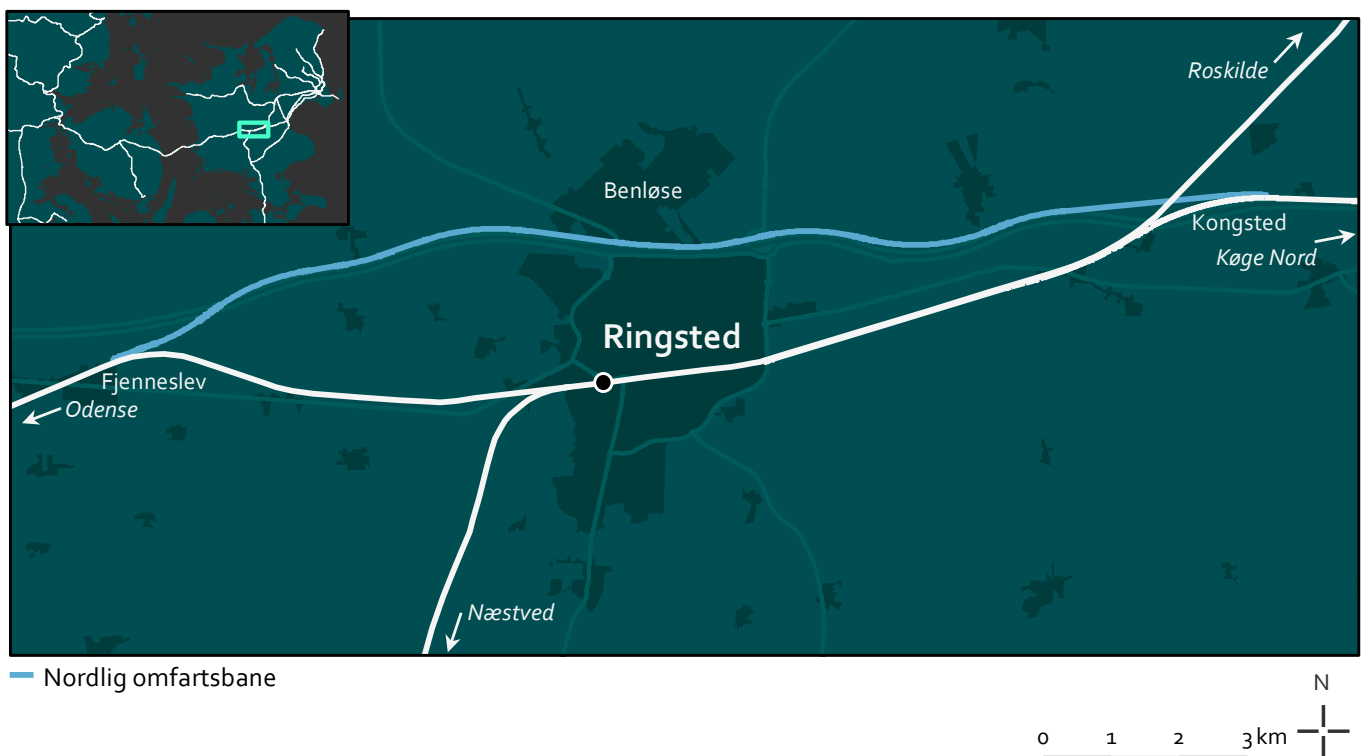 Roskilde
Benløse
Kongsted
Køge Nord
Ringsted
Fjenneslev
Odense
Næstved
Nordlig omfartsbane
N
0 1 2 3 km